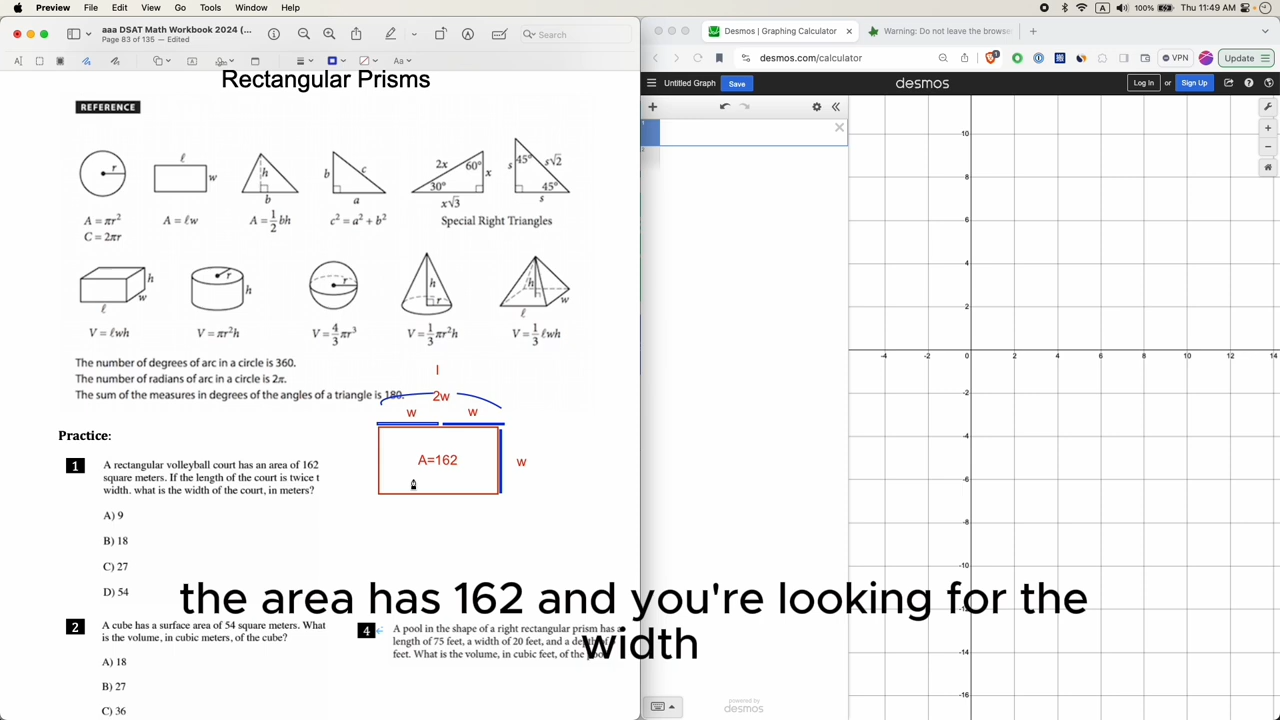 Preview File Edit View Go Tools Window Help
100% Thu 11:49 AM
aaa DSAT Math Workbook 2024 (...
Page 83 of 135 — Edited
Search
Rectangular Prisms
REFERENCE
r
ℓ
w
h
b
b
c
a
2x
60°
x
30°
x√3
45°
s√2
s
45°
s
A = πr²
C = 2πr
A = ℓw
A = 1/2 bh
c² = a² + b²
Special Right Triangles
h
w
ℓ
r
h
r
h
r
h
w
ℓ
V = ℓwh
V = πr²h
V = 4/3 πr³
V = 1/3 πr²h
V = 1/3 ℓwh
The number of degrees of arc in a circle is 360.
The number of radians of arc in a circle is 2π.
The sum of the measures in degrees of the angles of a triangle is 180.
l
2w
w w
A=162
w
Practice:
1
A rectangular volleyball court has an area of 162
square meters. If the length of the court is twice t
width. what is the width of the court, in meters?
A) 9
B) 18
C) 27
D) 54
2
A cube has a surface area of 54 square meters. What
is the volume, in cubic meters, of the cube?
A) 18
B) 27
C) 36
4
A pool in the shape of a right rectangular prism has a
length of 75 feet, a width of 20 feet, and a depth of
feet. What is the volume, in cubic feet, of the
the area has 162 and you're looking for the
width
Desmos | Graphing Calculator
Warning: Do not leave the browse
desmos.com/calculator
VPN
Update
Untitled Graph
Save
desmos
Log In or Sign Up
1
2
powered by
desmos
10
8
6
4
2
-4 -2 0 2 4 6 8 10 12 14
-2
-4
-6
-8
-10
-12
-14
-16